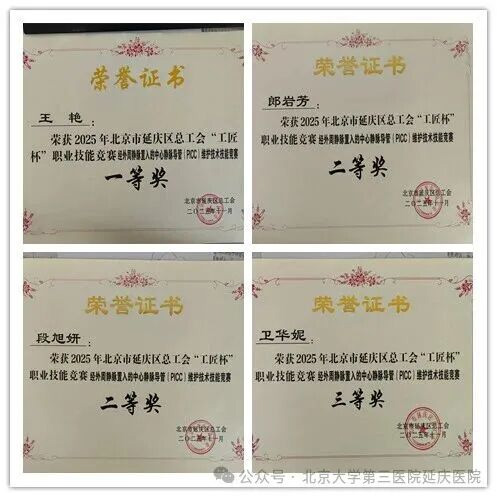 荣誉证书
王 艳：
荣获2025年北京市延庆区总工会“工匠
杯”职业技能竞赛经外周静脉置入的中心静脉导管(PICC)维护技术技能竞赛
一等奖
北京市延庆区总工会
二〇二五年十一月
荣誉证书
郎岩芳：
荣获2025年北京市延庆区总工会“工匠杯”
职业技能竞赛经外周静脉置入的中心静脉导管(PICC)维护技术技能竞赛
二等奖
北京市延庆区总工会
二〇二五年十一月
荣誉证书
段旭妍：
荣获2025年北京市延庆区总工会“工匠杯”
职业技能竞赛经外周静脉置入的中心静脉导管(PICC)维护技术技能竞赛
二等奖
北京市延庆区总工会
二〇二五年十一月
荣誉证书
卫华妮：
荣获2025年北京市延庆区总工会“工匠杯”
职业技能竞赛经外周静脉置入的中心静脉导管(PICC)维护技术技能竞赛
三等奖
北京市延庆区总工会
二〇二五年十一月
公众号·北京大学第三医院延庆医院